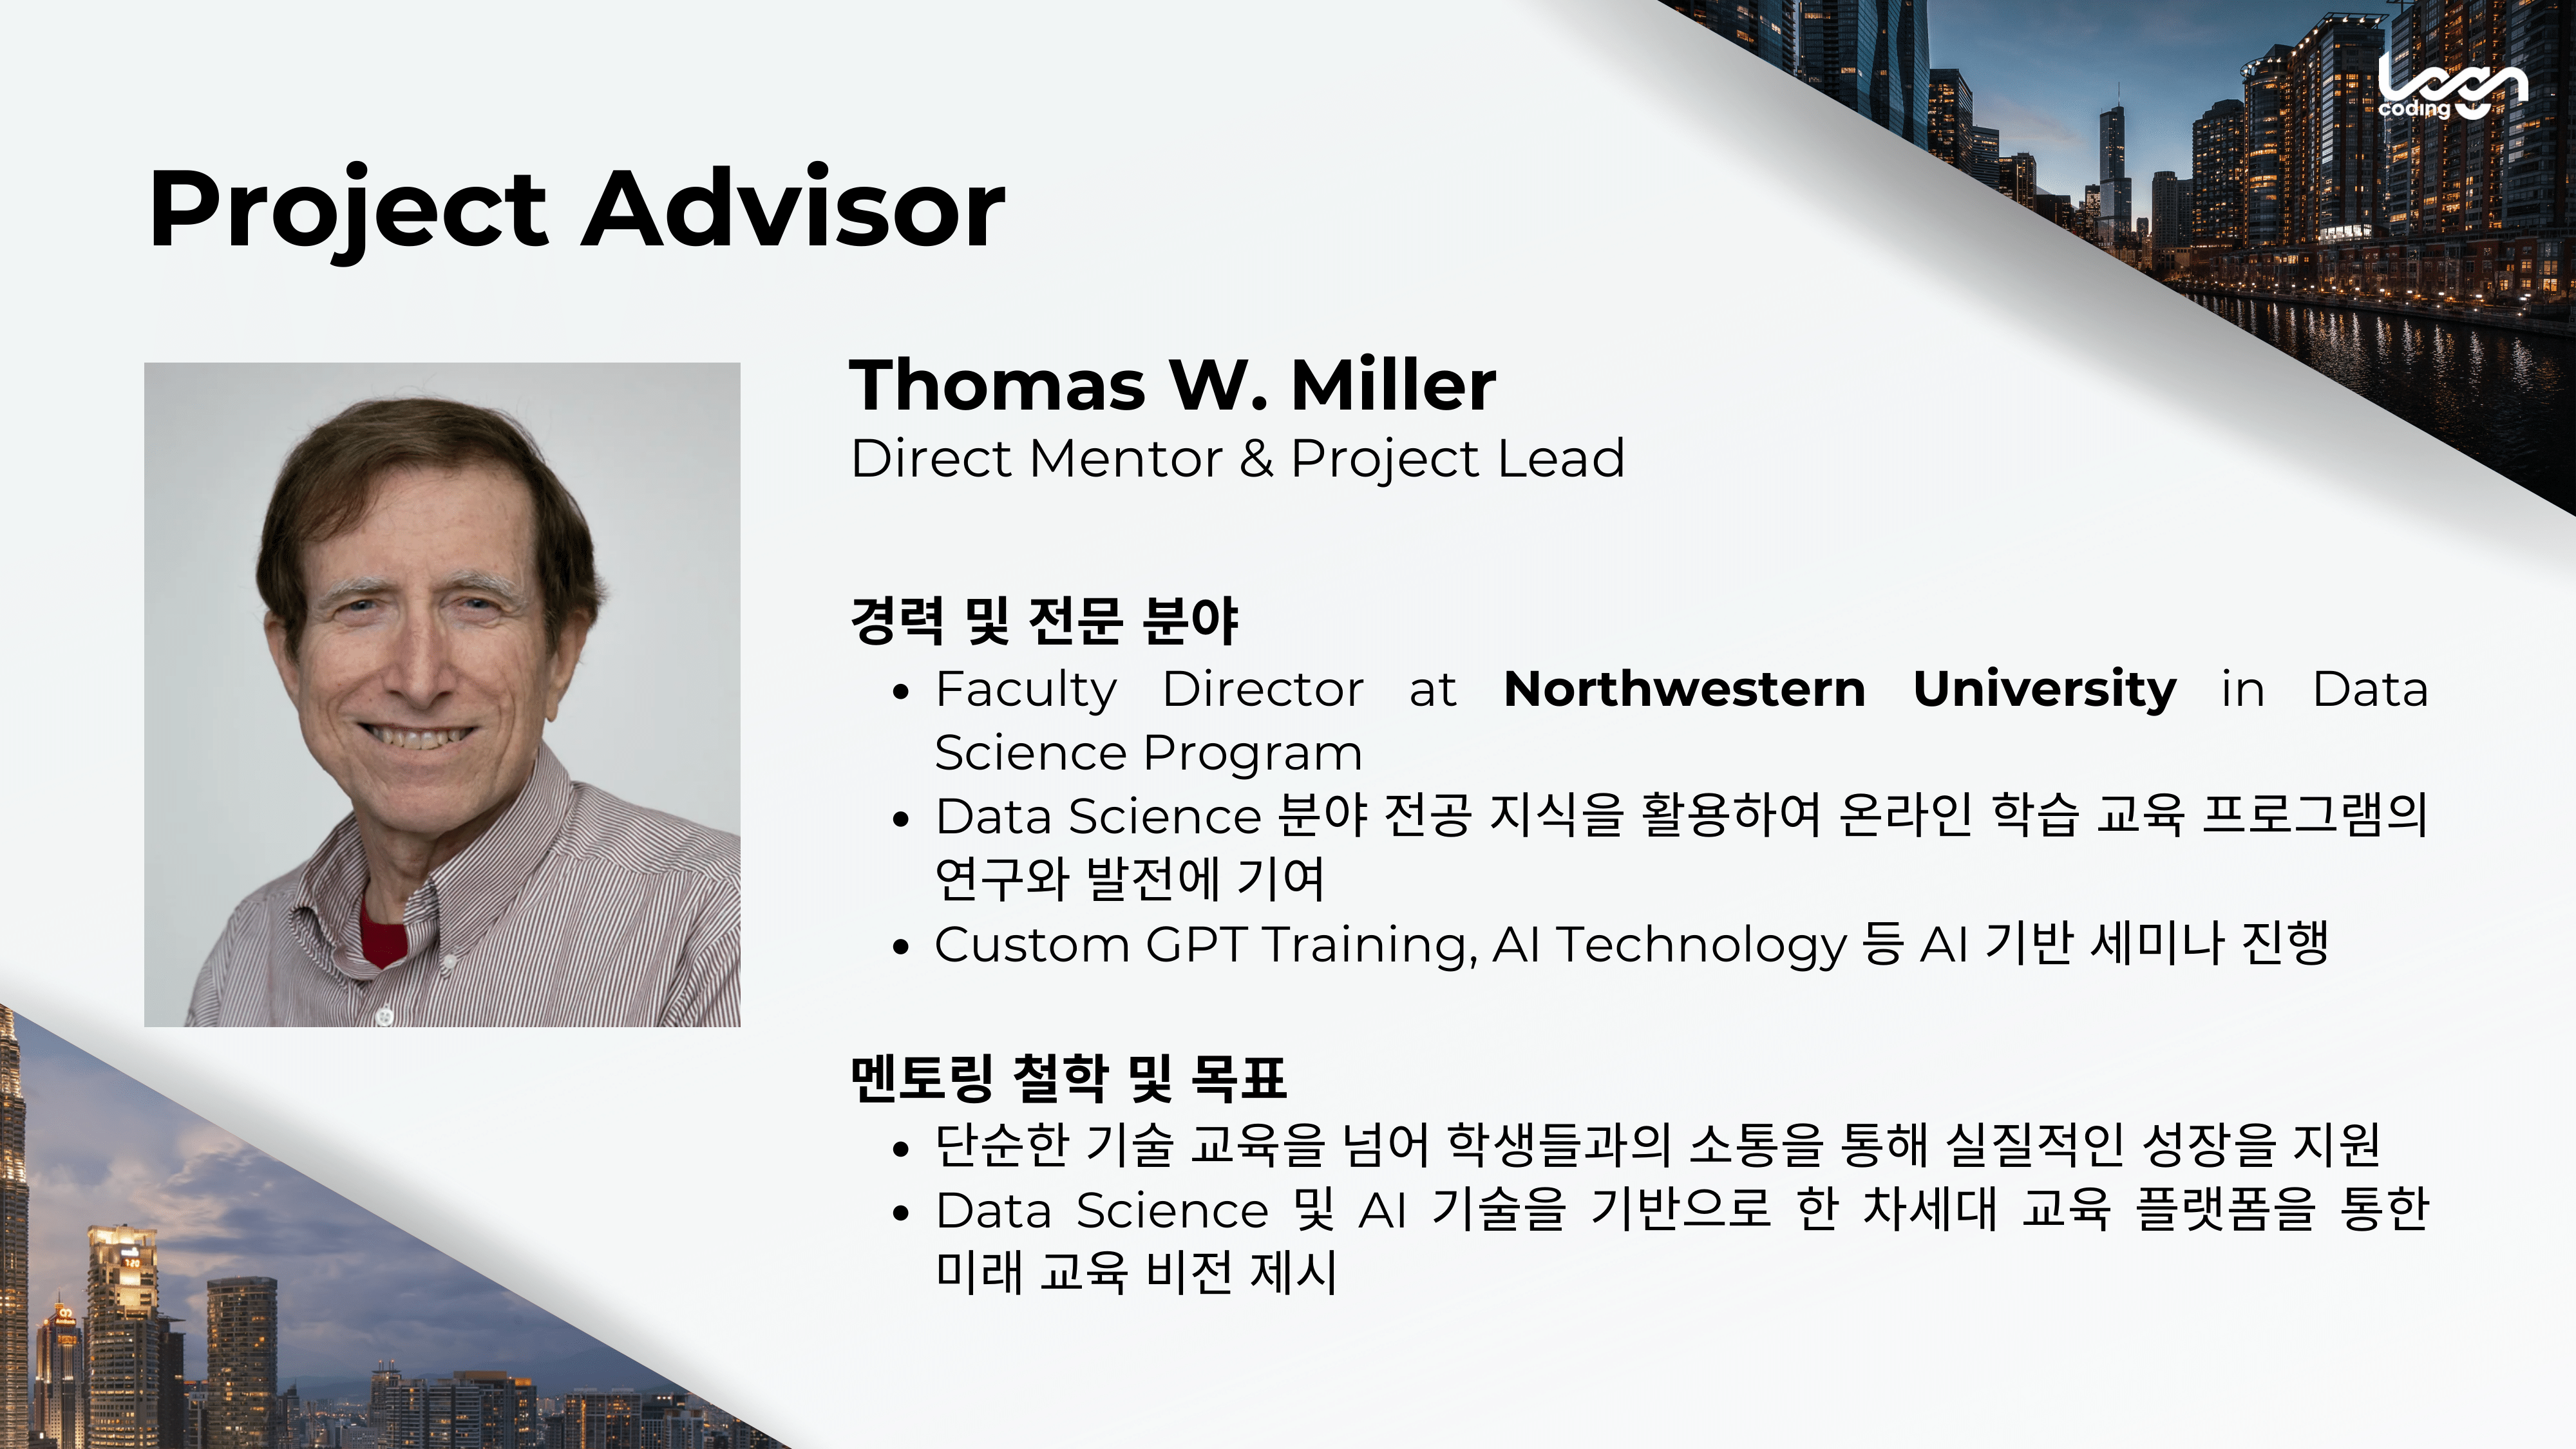 Project Advisor
coding
Thomas W. Miller
Direct Mentor & Project Lead
경력 및 전문 분야
• Faculty Director at Northwestern University in Data
Science Program
• Data Science 분야 전공 지식을 활용하여 온라인 학습 교육 프로그램의
연구와 발전에 기여
• Custom GPT Training, AI Technology 등 AI 기반 세미나 진행
멘토링 철학 및 목표
• 단순한 기술 교육을 넘어 학생들과의 소통을 통해 실질적인 성장을 지원
• Data Science 및 AI 기술을 기반으로 한 차세대 교육 플랫폼을 통한
미래 교육 비전 제시